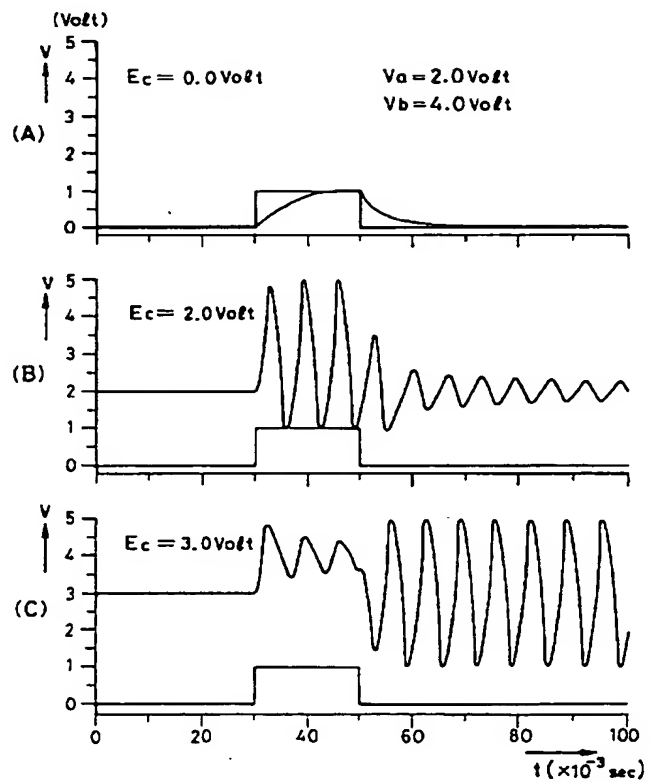 (Volt)
V
5
4
3
2
1
0
Ec = 0.0 Volt
Va = 2.0 Volt
Vb = 4.0 Volt
(A)
V
5
4
3
2
1
0
Ec = 2.0 Volt
(B)
V
5
4
3
2
1
0
Ec = 3.0 Volt
(C)
0 20 40 60 80 100
t (×10⁻³ sec)